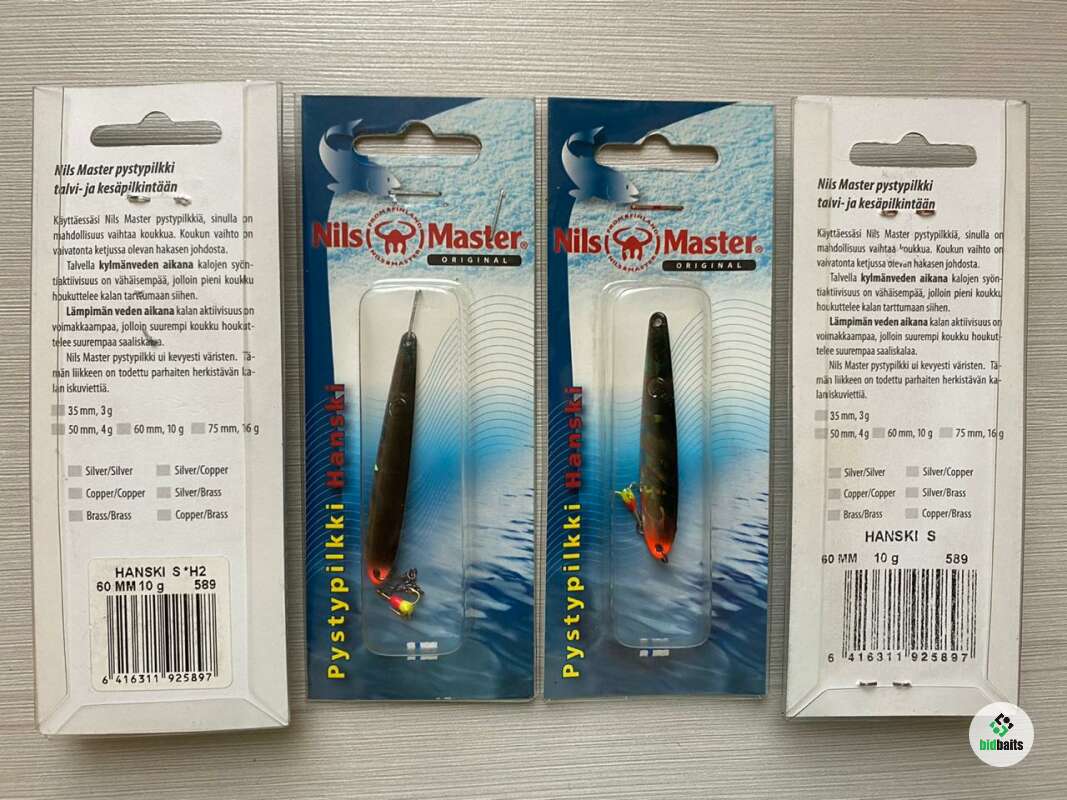 Nils Master pystypilkki
talvi- ja kesäpilkintään
Käyttäessäsi Nils Master pystypilkkiä, sinulla on
mahdollisuus vaihtaa koukkua. Koukun vaihto on
vaivatonta ketjussa olevan hakasen johdosta.
Talvella kylmänveden aikana kalojen syön-
tiaktiivisuus on vähäisempää, jolloin pieni koukku
houkuttelee kalan tarttumaan siihen.
Lämpimän veden aikana kalan aktiivisuus on
voimakkaampaa, jolloin suurempi koukku houkut-
telee suurempaa saaliskalaa.
Nils Master pystypilkki ui kevyesti väristen. Tä-
män liikkeen on todettu parhaiten herkistävän ka-
lan iskuviettiä.
35 mm, 3 g
50 mm, 4 g 60 mm, 10 g 75 mm, 16 g
Silver/Silver Silver/Copper
Copper/Copper Silver/Brass
Brass/Brass Copper/Brass
HANSKI S *H2
60 MM 10 g 589
6 416311 925897
FROM FINLAND
Nils Master
NILS MASTER
ORIGINAL
Pystypilkki Hanski
FROM FINLAND
Nils Master
NILS MASTER
ORIGINAL
Pystypilkki Hanski
Nils Master pystypilkki
talvi- ja kesäpilkintään
Käyttäessäsi Nils Master pystypilkkiä, sinulla on
mahdollisuus vaihtaa koukkua. Koukun vaihto on
vaivatonta ketjussa olevan hakasen johdosta.
Talvella kylmänveden aikana kalojen syön-
tiaktiivisuus on vähäisempää, jolloin pieni koukku
houkuttelee kalan tarttumaan siihen.
Lämpimän veden aikana kalan aktiivisuus on
voimakkaampaa, jolloin suurempi koukku houkut-
telee suurempaa saaliskalaa.
Nils Master pystypilkki ui kevyesti väristen. Tä-
män liikkeen on todettu parhaiten herkistävän ka-
lan iskuviettiä.
35 mm, 3 g
50 mm, 4 g 60 mm, 10 g 75 mm, 16 g
Silver/Silver Silver/Copper
Copper/Copper Silver/Brass
Brass/Brass Copper/Brass
HANSKI S
60 MM 10 g 589
6 416311 925897
bidbaits